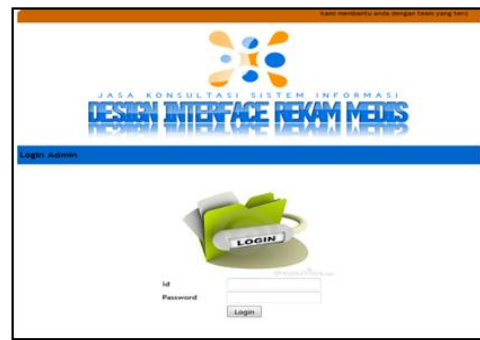 kami membantu anda dengan team yang terc
JASA KONSULTASI SISTEM INFORMASI
DESIGN INTERFACE REKAM MEDIS
Login Admin
LOGIN
Id
Password
Login